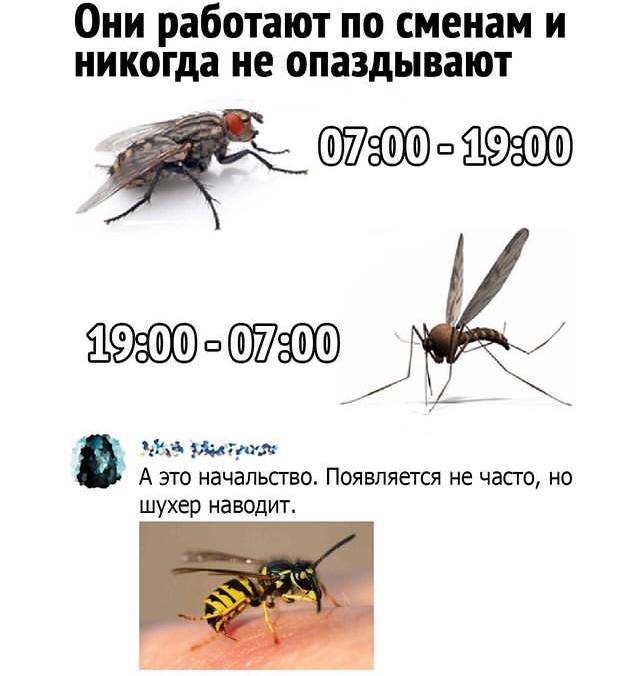 Они работают по сменам и
никогда не опаздывают
07:00 - 19:00
19:00 - 07:00
А это начальство. Появляется не часто, но
шухер наводит.